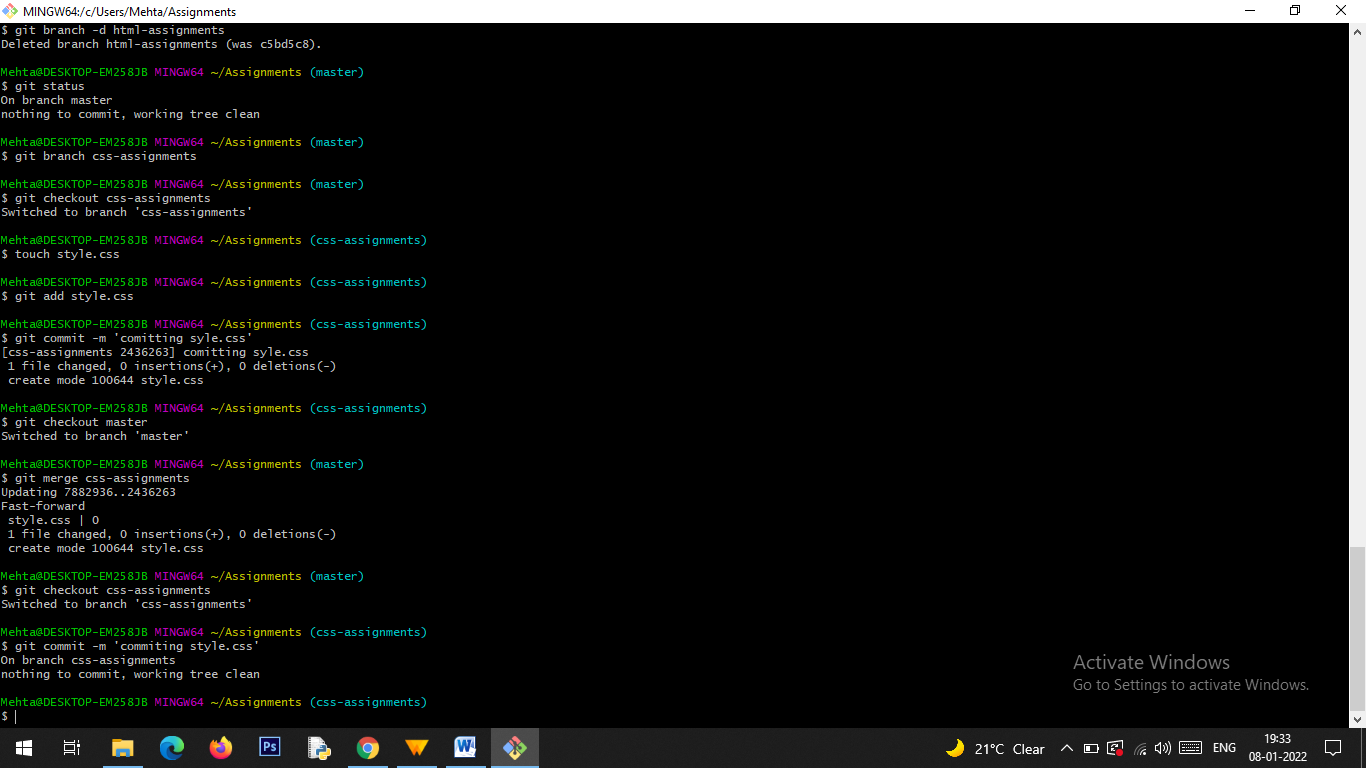 MINGW64:/c/Users/Mehta/Assignments
$ git branch -d html-assignments
Deleted branch html-assignments (was c5bd5c8).
Mehta@DESKTOP-EM258JB MINGW64 ~/Assignments (master)
$ git status
On branch master
nothing to commit, working tree clean
Mehta@DESKTOP-EM258JB MINGW64 ~/Assignments (master)
$ git branch css-assignments
Mehta@DESKTOP-EM258JB MINGW64 ~/Assignments (master)
$ git checkout css-assignments
Switched to branch 'css-assignments'
Mehta@DESKTOP-EM258JB MINGW64 ~/Assignments (css-assignments)
$ touch style.css
Mehta@DESKTOP-EM258JB MINGW64 ~/Assignments (css-assignments)
$ git add style.css
Mehta@DESKTOP-EM258JB MINGW64 ~/Assignments (css-assignments)
$ git commit -m 'comitting syle.css'
[css-assignments 2436263] comitting syle.css
1 file changed, 0 insertions(+), 0 deletions(-)
create mode 100644 style.css
Mehta@DESKTOP-EM258JB MINGW64 ~/Assignments (css-assignments)
$ git checkout master
Switched to branch 'master'
Mehta@DESKTOP-EM258JB MINGW64 ~/Assignments (master)
$ git merge css-assignments
Updating 7882936..2436263
Fast-forward
style.css | 0
1 file changed, 0 insertions(+), 0 deletions(-)
create mode 100644 style.css
Mehta@DESKTOP-EM258JB MINGW64 ~/Assignments (master)
$ git checkout css-assignments
Switched to branch 'css-assignments'
Mehta@DESKTOP-EM258JB MINGW64 ~/Assignments (css-assignments)
$ git commit -m 'commiting style.css'
On branch css-assignments
nothing to commit, working tree clean
Mehta@DESKTOP-EM258JB MINGW64 ~/Assignments (css-assignments)
$
Activate Windows
Go to Settings to activate Windows.
Ps
W
21°C Clear
ENG
19:33
08-01-2022